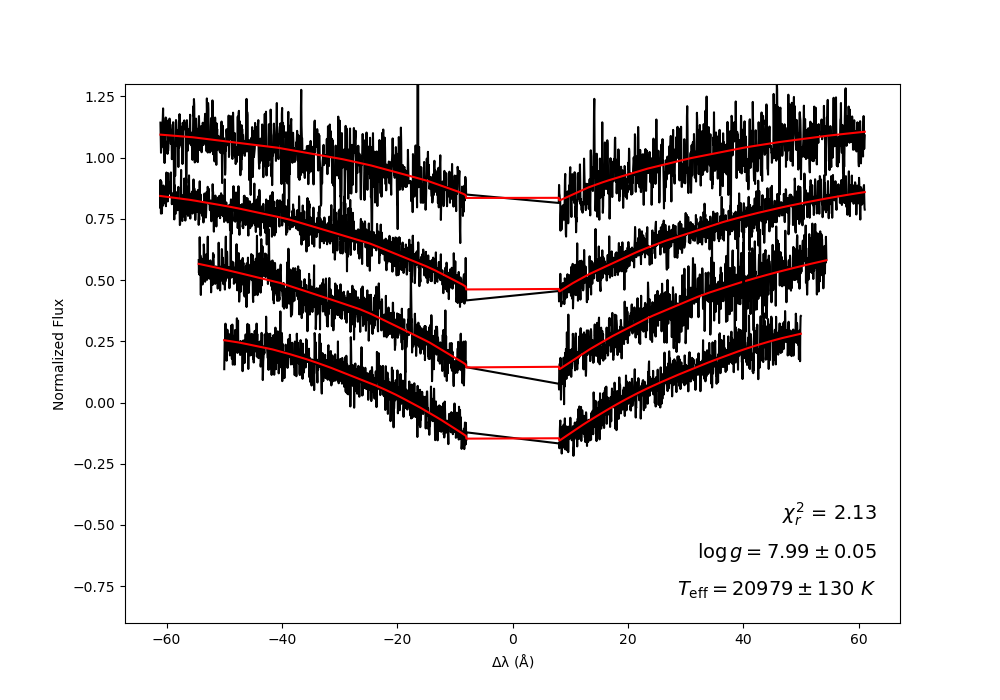 1.25
1.00
0.75
0.50
0.25
0.00
−0.25
−0.50
−0.75
Normalized Flux
χ²ᵣ = 2.13
log g = 7.99 ± 0.05
T_eff = 20979 ± 130 K
−60 −40 −20 0 20 40 60
Δλ (Å)